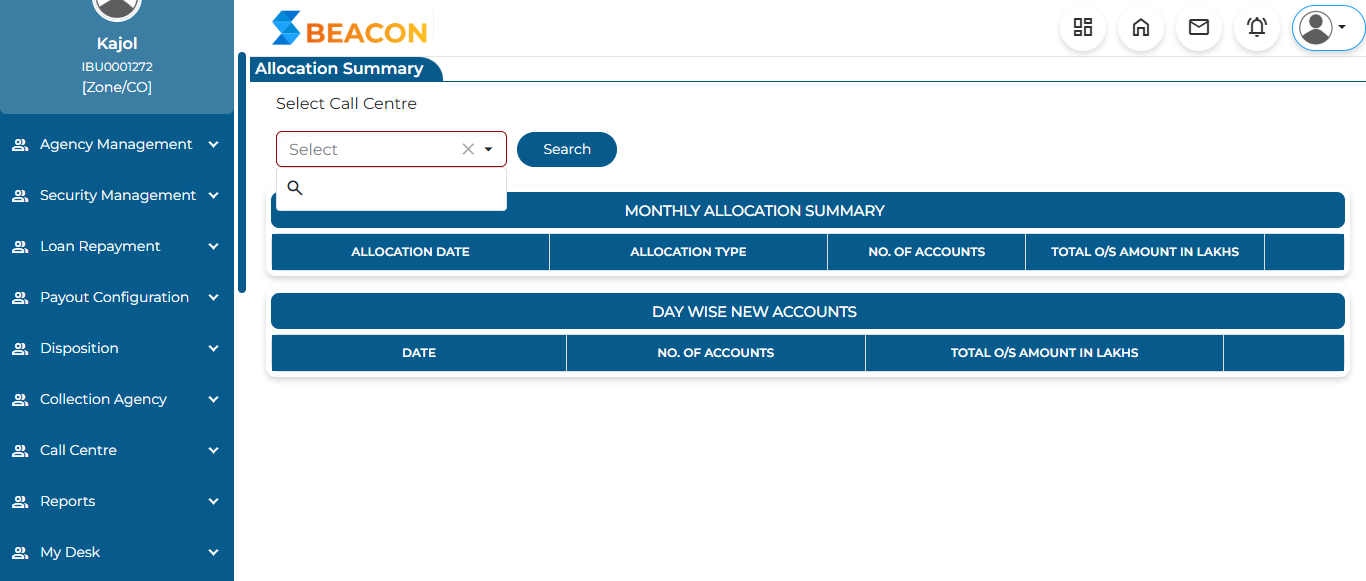 Kajol
IBU0001272
[Zone/CO]
Agency Management
Security Management
Loan Repayment
Payout Configuration
Disposition
Collection Agency
Call Centre
Reports
My Desk
BEACON
Allocation Summary
Select Call Centre
Select
Search
MONTHLY ALLOCATION SUMMARY
ALLOCATION DATE ALLOCATION TYPE NO. OF ACCOUNTS TOTAL O/S AMOUNT IN LAKHS
DAY WISE NEW ACCOUNTS
DATE NO. OF ACCOUNTS TOTAL O/S AMOUNT IN LAKHS